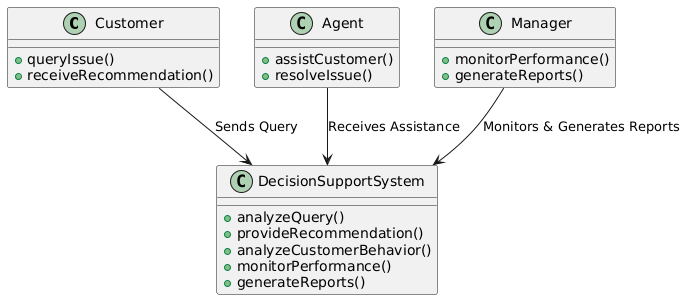 C Customer
queryIssue()
receiveRecommendation()
C Agent
assistCustomer()
resolveIssue()
C Manager
monitorPerformance()
generateReports()
Sends Query
Receives Assistance
Monitors & Generates Reports
C DecisionSupportSystem
analyzeQuery()
provideRecommendation()
analyzeCustomerBehavior()
monitorPerformance()
generateReports()